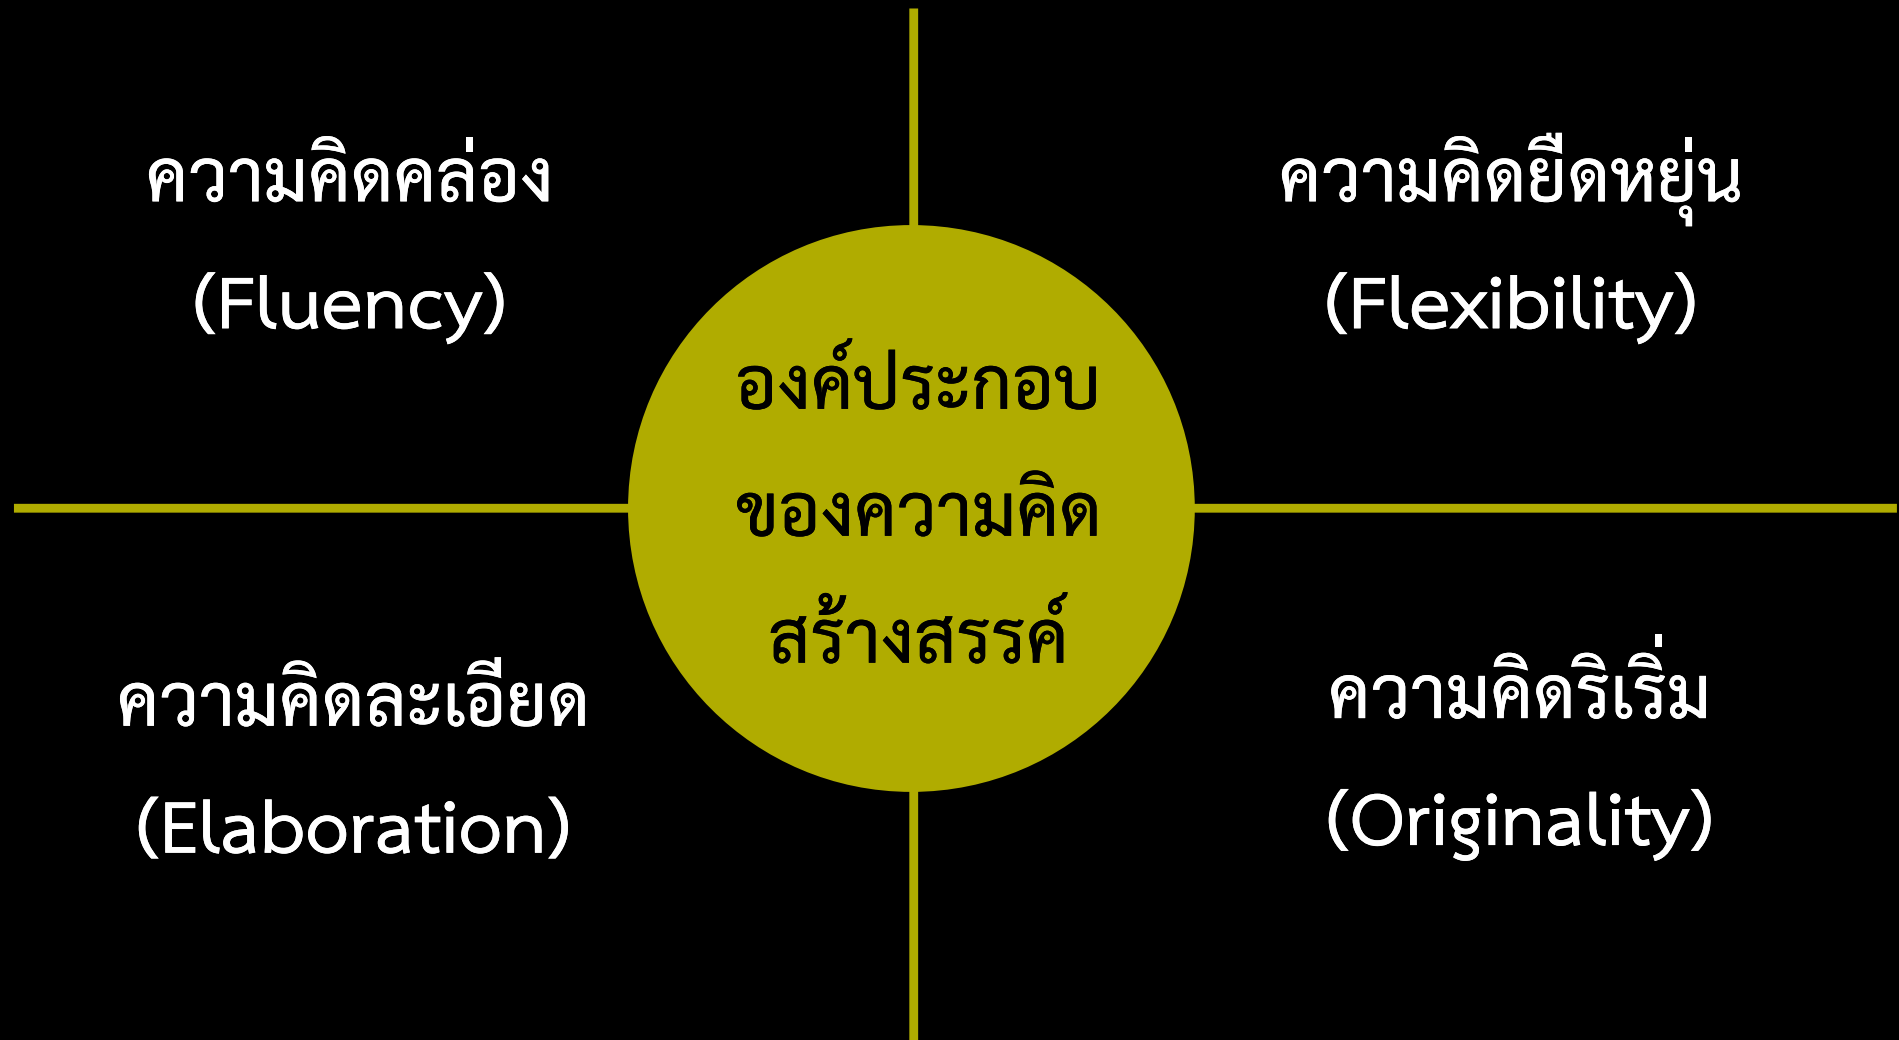 ความคิดคล่อง
(Fluency)
ความคิดยืดหยุ่น
(Flexibility)
องค์ประกอบ
ของความคิด
สร้างสรรค์
ความคิดละเอียด
(Elaboration)
ความคิดริเริ่ม
(Originality)